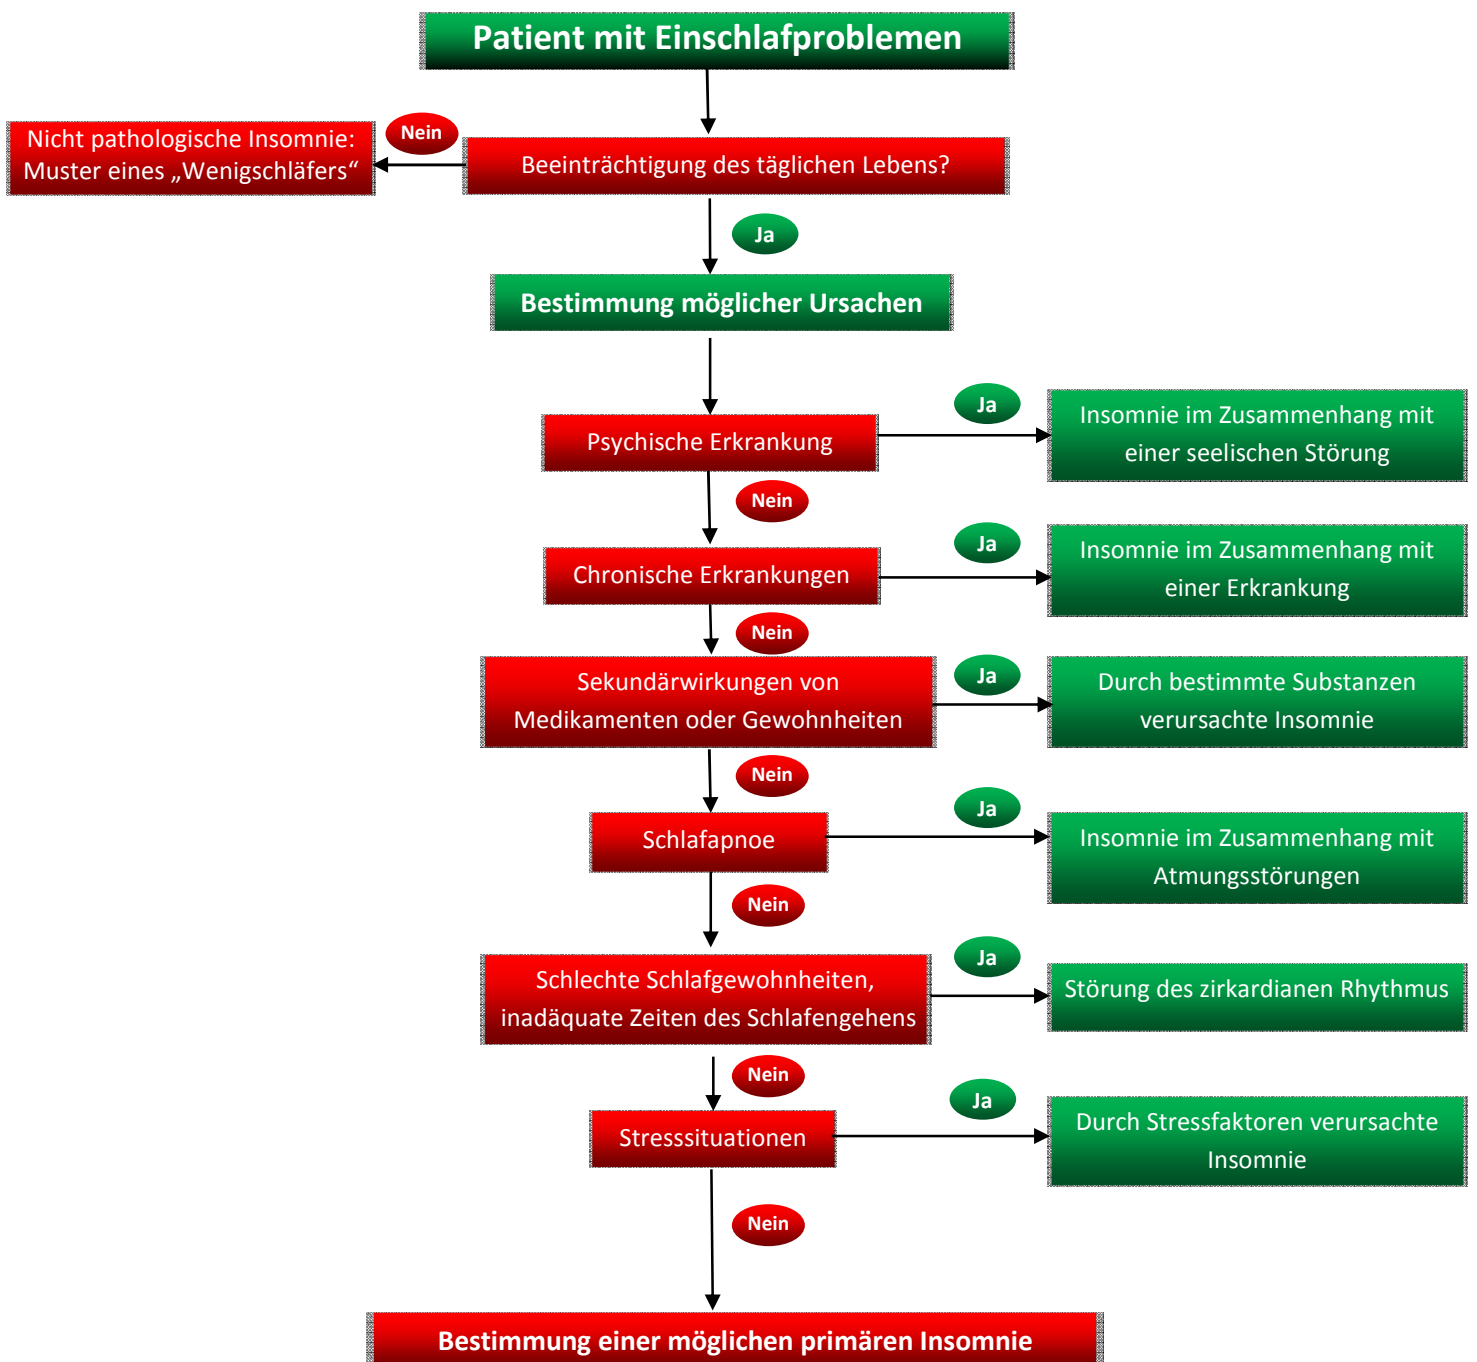 Patient mit Einschlafproblemen
Nein
Nicht pathologische Insomnie:
Muster eines „Wenigschläfers“
Beeinträchtigung des täglichen Lebens?
Ja
Bestimmung möglicher Ursachen
Psychische Erkrankung
Ja
Insomnie im Zusammenhang mit
einer seelischen Störung
Nein
Chronische Erkrankungen
Ja
Insomnie im Zusammenhang mit
einer Erkrankung
Nein
Sekundärwirkungen von
Medikamenten oder Gewohnheiten
Ja
Durch bestimmte Substanzen
verursachte Insomnie
Nein
Schlafapnoe
Ja
Insomnie im Zusammenhang mit
Atmungsstörungen
Nein
Schlechte Schlafgewohnheiten,
inadäquate Zeiten des Schlafengehens
Ja
Störung des zirkardianen Rhythmus
Nein
Stresssituationen
Ja
Durch Stressfaktoren verursachte
Insomnie
Nein
Bestimmung einer möglichen primären Insomnie